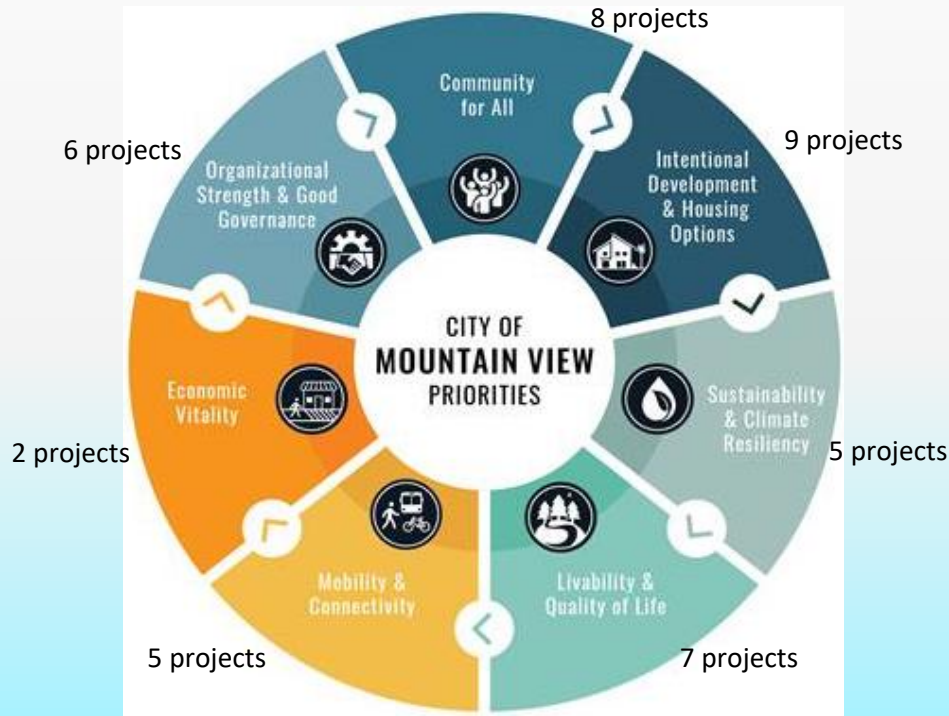 8 projects
Community
for All
9 projects
Intentional
Development
& Housing
Options
6 projects
Organizational
Strength & Good
Governance
CITY OF
MOUNTAIN VIEW
PRIORITIES
Economic
Vitality
2 projects
Sustainability
& Climate
Resiliency
5 projects
Mobility &
Connectivity
5 projects
Livability &
Quality of Life
7 projects